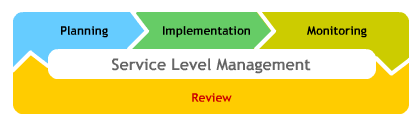 Planning Implementation Monitoring
Service Level Management
Review